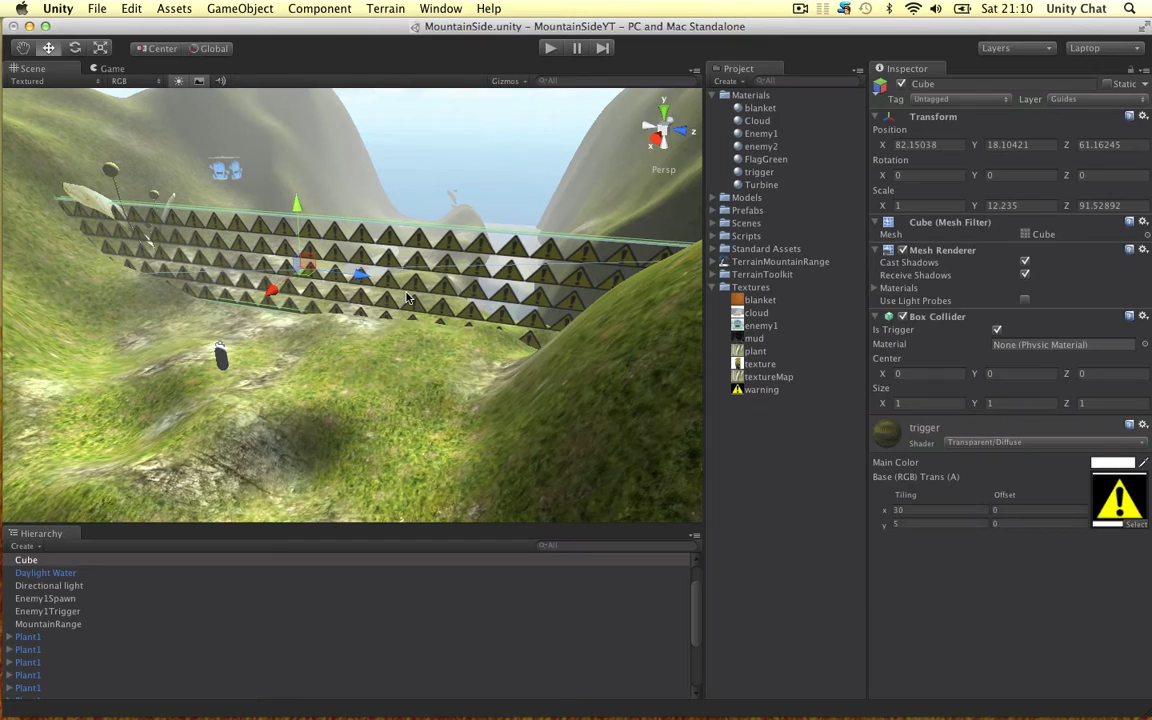 Unity File Edit Assets GameObject Component Terrain Window Help Sat 21:10 Unity Chat
MountainSide.unity - MountainSideYT - PC and Mac Standalone
Center Global Layers Laptop
Scene Game
Textured RGB Gizmos All
y
z
x
Persp
Project
Create All
Materials
blanket
Cloud
Enemy1
enemy2
FlagGreen
trigger
Turbine
Models
Prefabs
Scenes
Scripts
Standard Assets
TerrainMountainRange
TerrainToolkit
Textures
blanket
cloud
enemy1
mud
plant
texture
textureMap
warning
Inspector
Cube Static
Tag Untagged Layer Guides
Transform
Position
X 82.15038 Y 18.10421 Z 61.16245
Rotation
X 0 Y 0 Z 0
Scale
X 1 Y 12.235 Z 91.52892
Cube (Mesh Filter)
Mesh Cube
Mesh Renderer
Cast Shadows
Receive Shadows
Materials
Use Light Probes
Box Collider
Is Trigger
Material None (Physic Material)
Center
X 0 Y 0 Z 0
Size
X 1 Y 1 Z 1
trigger
Shader Transparent/Diffuse
Main Color
Base (RGB) Trans (A)
Tiling Offset
x 30 0
y 5 0
Select
Hierarchy
Create All
Cube
Daylight Water
Directional light
Enemy1Spawn
Enemy1Trigger
MountainRange
Plant1
Plant1
Plant1
Plant1
Plant1